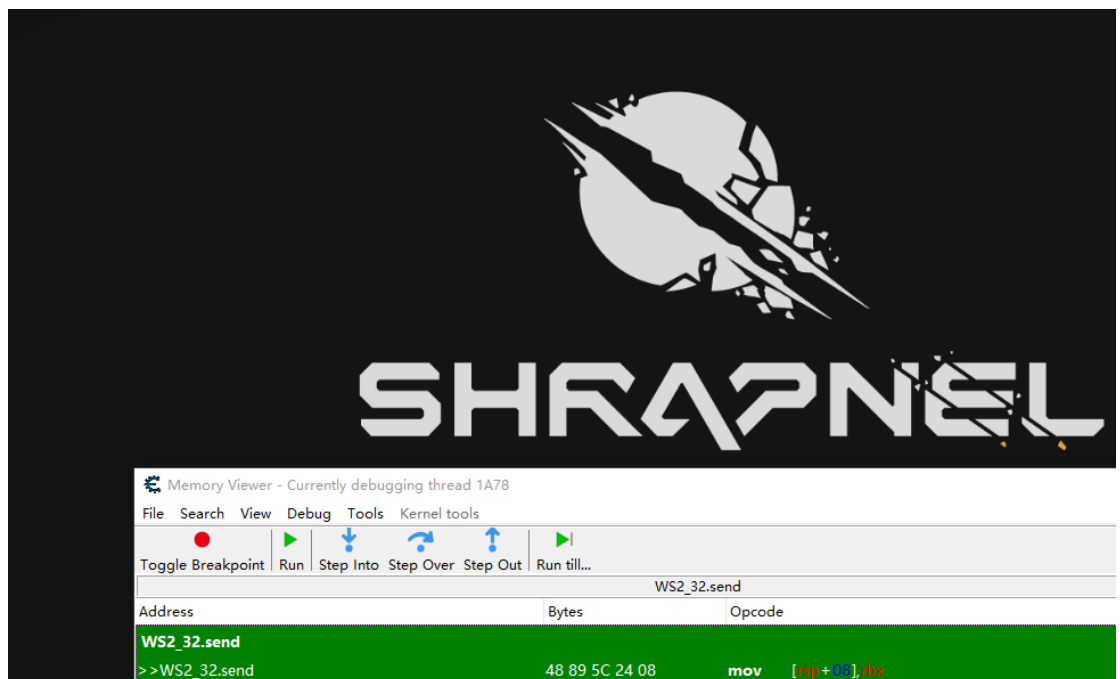 SHRAPNEL
Memory Viewer - Currently debugging thread 1A78
File Search View Debug Tools Kernel tools
Toggle Breakpoint Run Step Into Step Over Step Out Run till...
WS2_32.send
Address Bytes Opcode
WS2_32.send
>>WS2_32.send 48 89 5C 24 08 mov [rsp+08],rbx